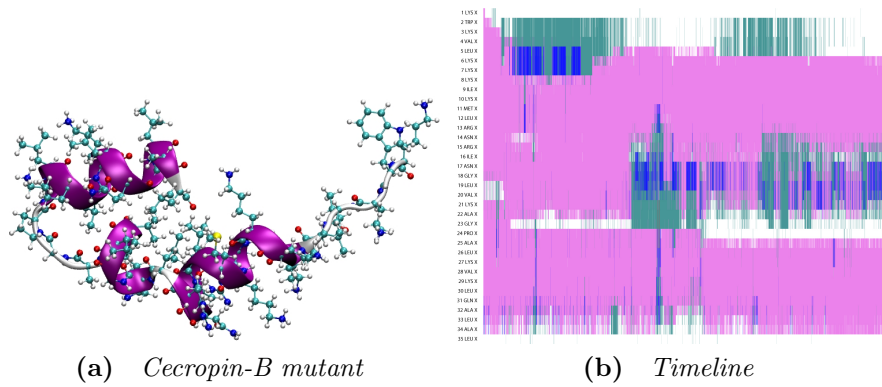 1 LYS X
2 TRP X
3 LYS X
4 VAL X
5 LEU X
6 LYS X
7 LYS X
8 LYS X
9 ILE X
10 LYS X
11 MET X
12 LEU X
13 ARG X
14 ASN X
15 ARG X
16 ILE X
17 ASN X
18 GLY X
19 LEU X
20 VAL X
21 LYS X
22 ALA X
23 GLY X
24 PRO X
25 ALA X
26 LEU X
27 LYS X
28 VAL X
29 LYS X
30 LEU X
31 GLN X
32 ALA X
33 LEU X
34 ALA X
35 LEU X
(a) Cecropin-B mutant
(b) Timeline